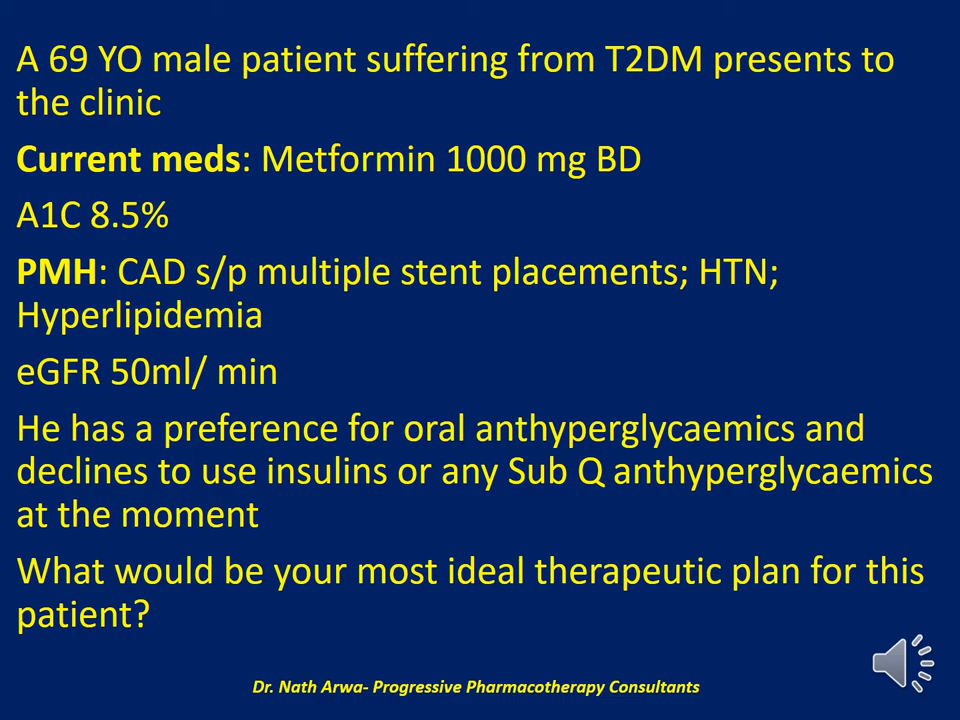 A 69 YO male patient suffering from T2DM presents to
the clinic
Current meds: Metformin 1000 mg BD
A1C 8.5%
PMH: CAD s/p multiple stent placements; HTN;
Hyperlipidemia
eGFR 50ml/ min
He has a preference for oral anthyperglycaemics and
declines to use insulins or any Sub Q anthyperglycaemics
at the moment
What would be your most ideal therapeutic plan for this
patient?
Dr. Nath Arwa- Progressive Pharmacotherapy Consultants